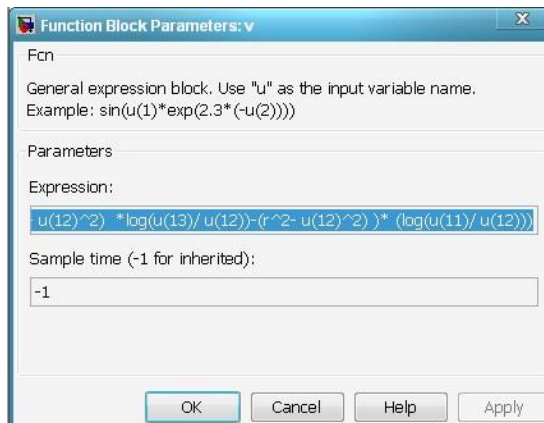 Function Block Parameters: v
Fcn
General expression block. Use "u" as the input variable name.
Example: sin(u(1)*exp(2.3*(-u(2))))
Parameters
Expression:
- u(12)^2) *log(u(13)/ u(12))-(r^2- u(12)^2) )* (log(u(11)/ u(12)))
Sample time (-1 for inherited):
-1
OK
Cancel
Help
Apply